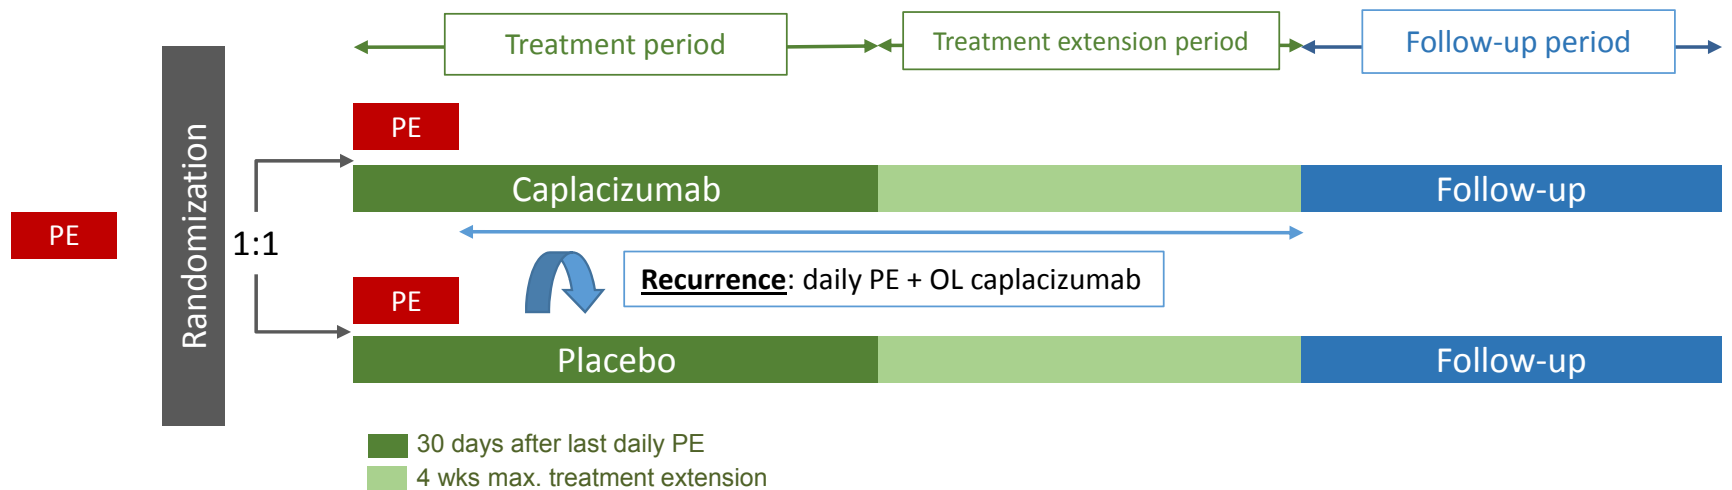 Treatment period
Treatment extension period
Follow-up period
PE
Randomization
1:1
PE
Caplacizumab
Follow-up
Recurrence: daily PE + OL caplacizumab
PE
Placebo
Follow-up
30 days after last daily PE
4 wks max. treatment extension